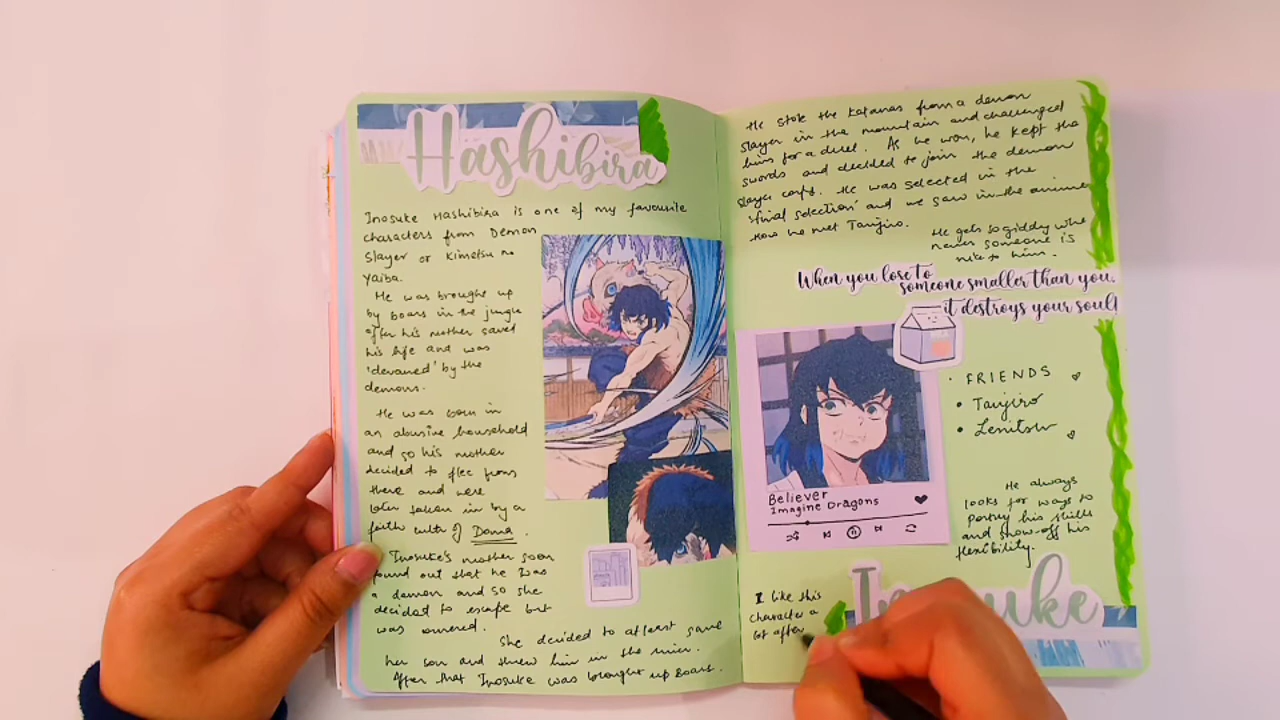 Hashibira
Inosuke Hashibira is one of my favourite
characters from Demon
Slayer or Kimetsu no
Yaiba.
He was brought up
by boars in the jungle
after his mother saved
his life and was
'devoured' by the
demons.
He was born in
an abusive household
and so his mother
decided to flee from
there and were
later taken in by a
faith cult of Doma.
Inosuke's mother soon
found out that he was
a demon and so she
decided to escape but
was
She decided to atleast save
her son and threw him in the
After that Inosuke was brought up boars.
He stole the katanas from a demon
slayer in the mountain and challenged
him for a duel. As he won, he kept the
swords and decided to join the demon
slayer corps. He was selected in the
'final selection' and we saw in the anime
how he met Tanjiro.
He gets so giddy whe
never someone is
nice to him.
When you lose to
someone smaller than you,
it destroys your soul!
Believer
Imagine Dragons
• FRIENDS
• Tanjiro
• Zenitsu
He always
looks for ways to
portray his skills
and show-off his
flexibility.
I like this
character a
lot after